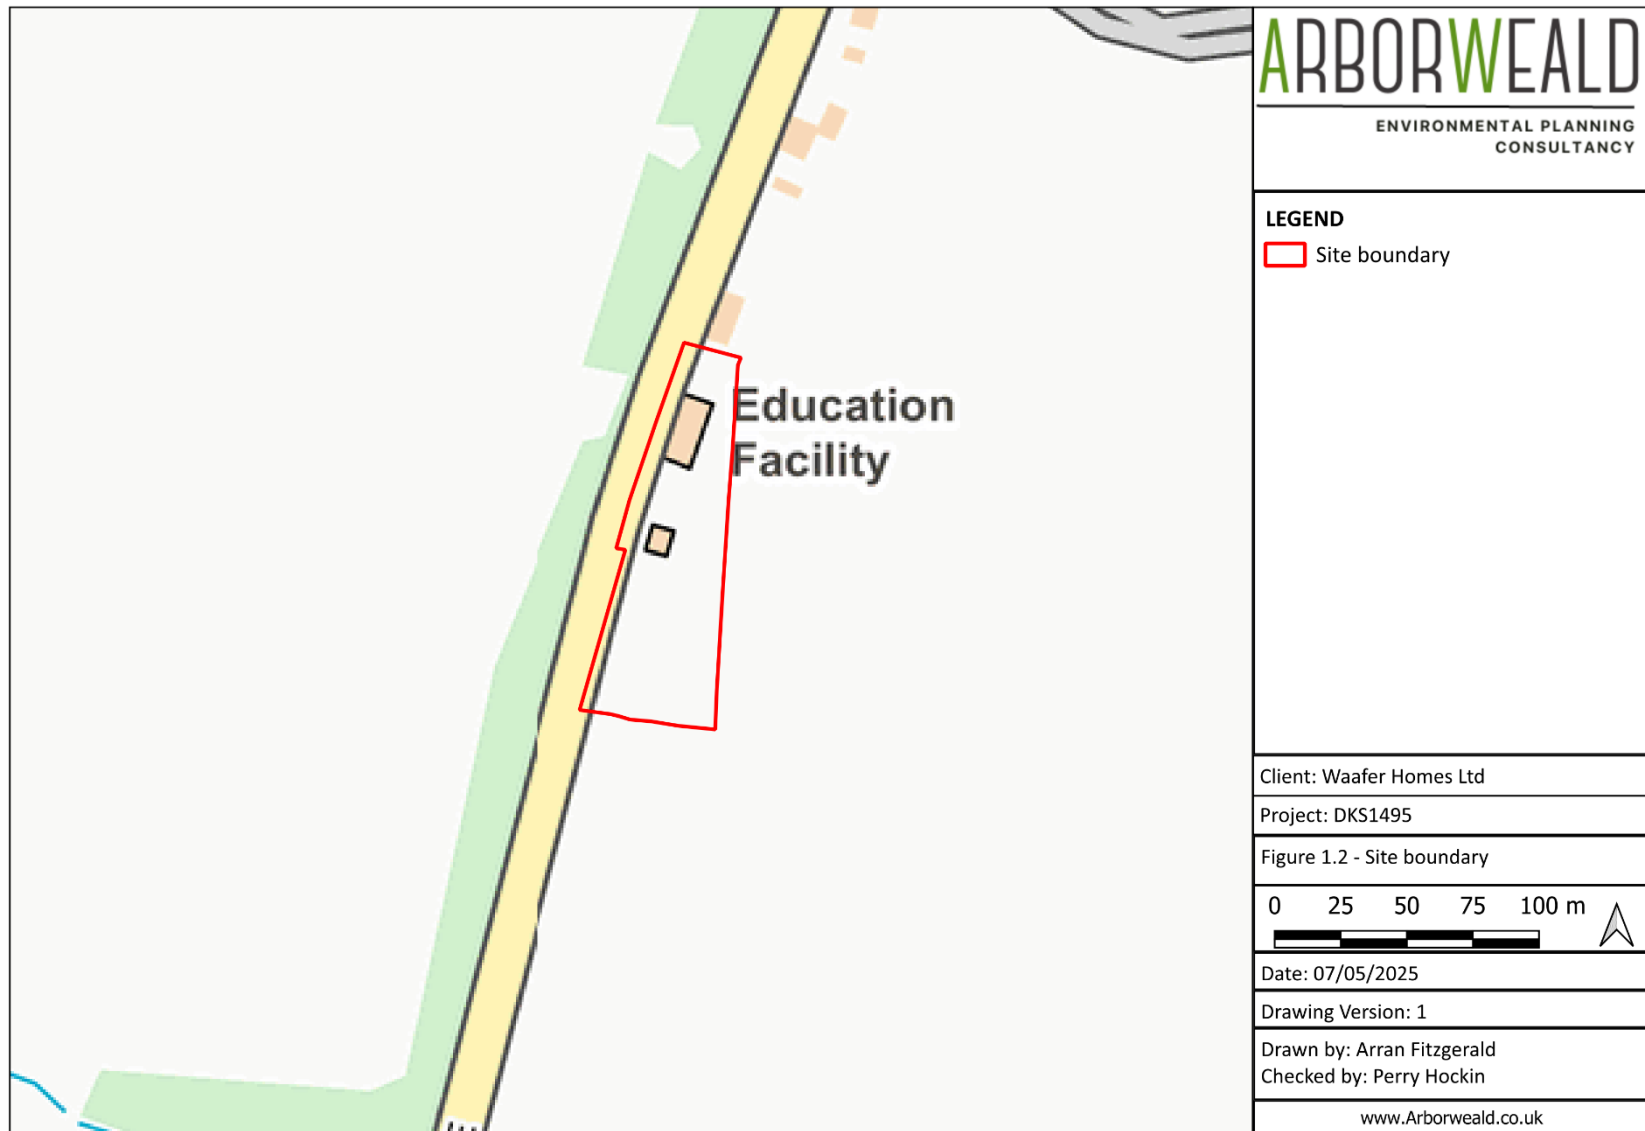 Education
Facility
ARBORWEALD
ENVIRONMENTAL PLANNING
CONSULTANCY
LEGEND
Site boundary
Client: Waafer Homes Ltd
Project: DKS1495
Figure 1.2 - Site boundary
0 25 50 75 100 m
Date: 07/05/2025
Drawing Version: 1
Drawn by: Arran Fitzgerald
Checked by: Perry Hockin
www.Arborweald.co.uk